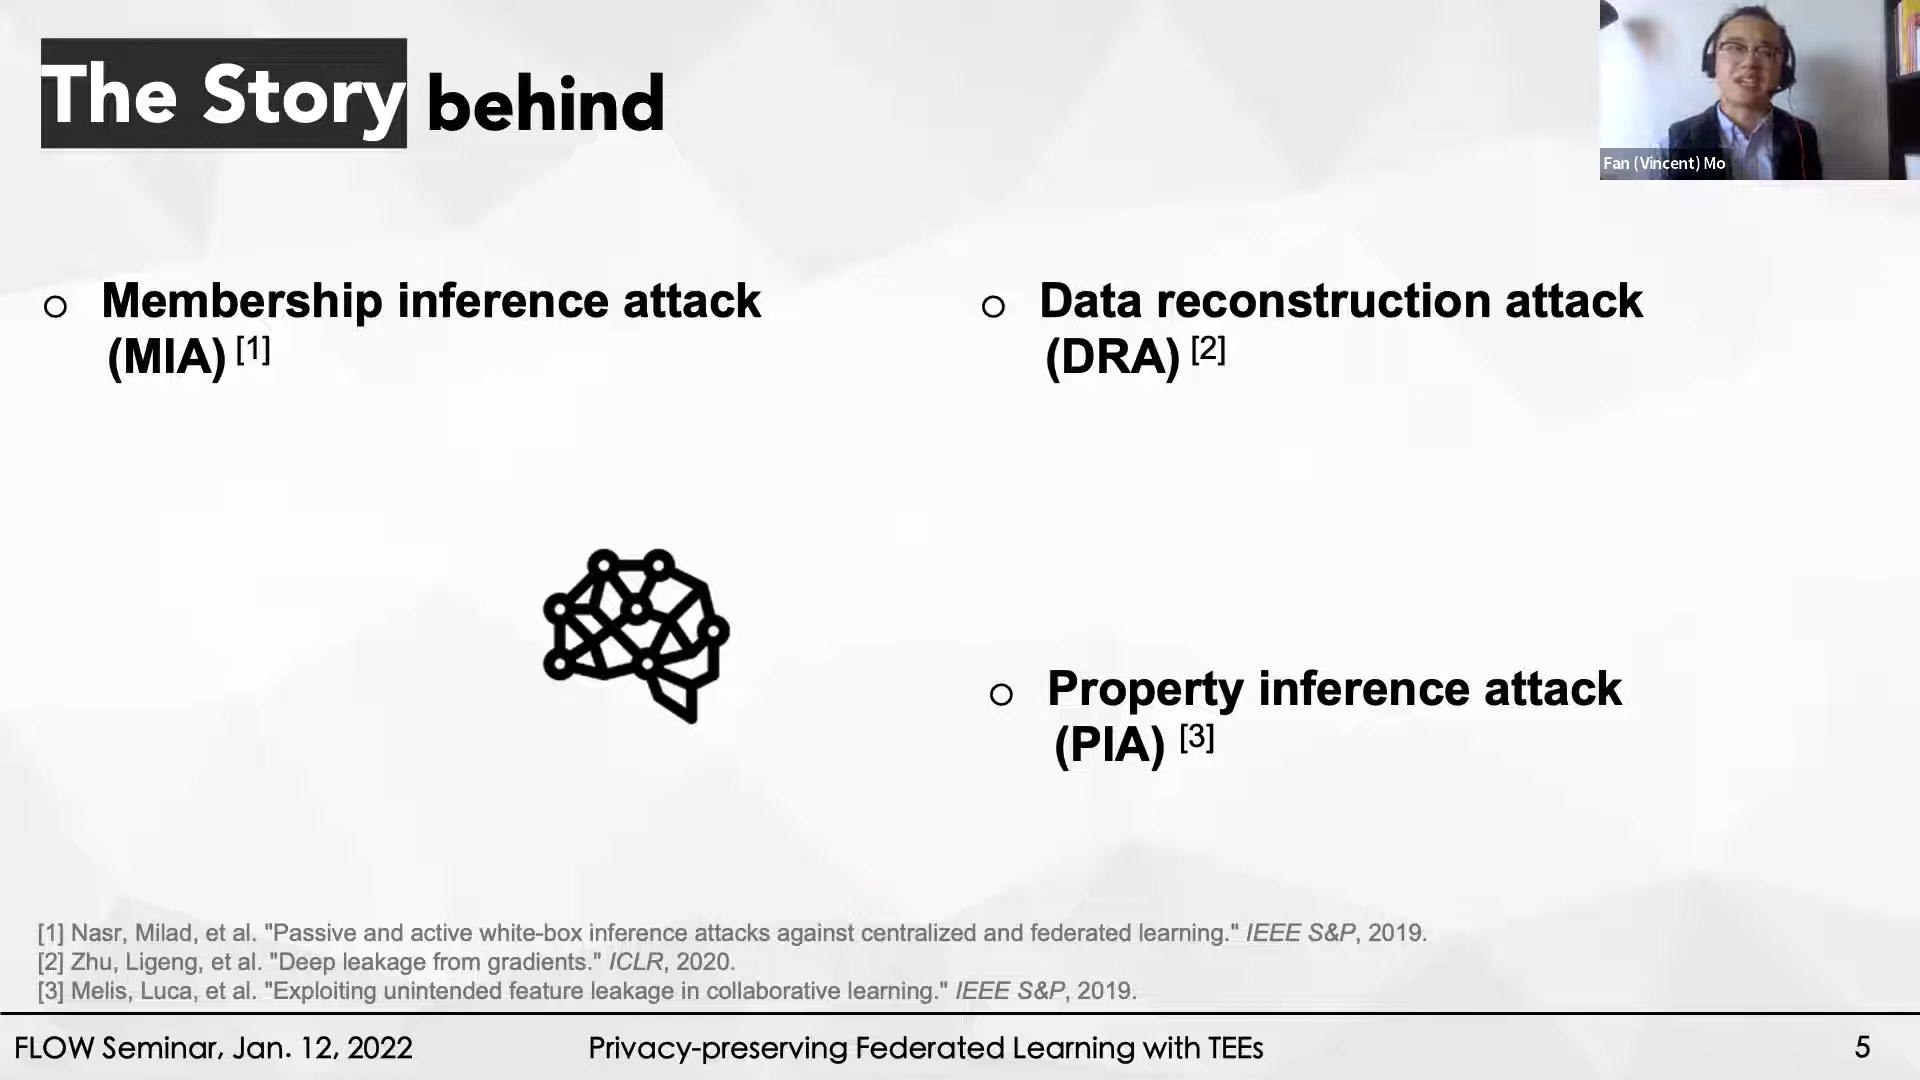 The Story behind
Fan (Vincent) Mo
o Membership inference attack
(MIA) [1]
o Data reconstruction attack
(DRA) [2]
o Property inference attack
(PIA) [3]
[1] Nasr, Milad, et al. "Passive and active white-box inference attacks against centralized and federated learning." IEEE S&P, 2019.
[2] Zhu, Ligeng, et al. "Deep leakage from gradients." ICLR, 2020.
[3] Melis, Luca, et al. "Exploiting unintended feature leakage in collaborative learning." IEEE S&P, 2019.
FLOW Seminar, Jan. 12, 2022 Privacy-preserving Federated Learning with TEEs 5